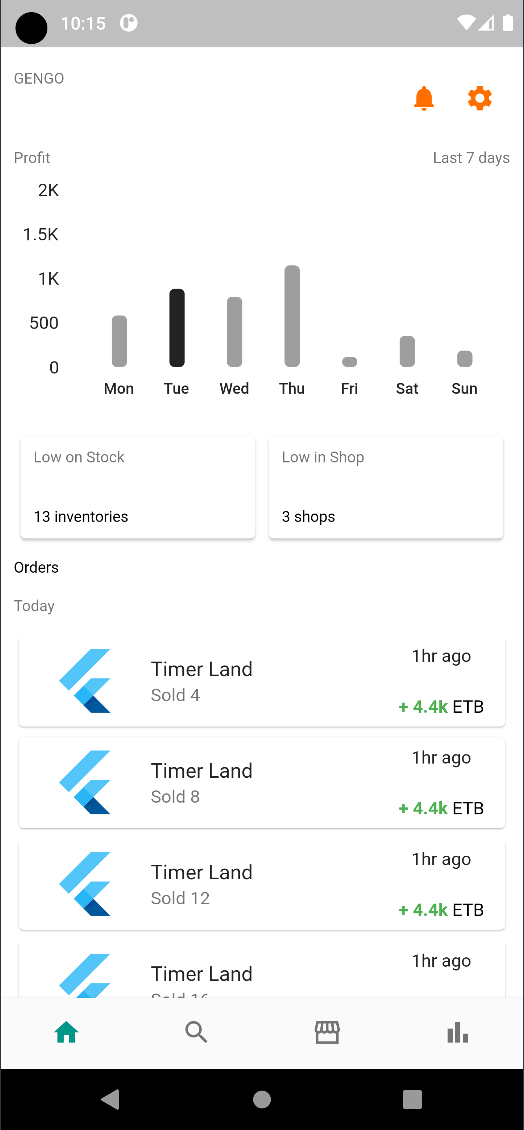 10:15
GENGO
Profit
Last 7 days
2K
1.5K
1K
500
0
Mon Tue Wed Thu Fri Sat Sun
Low on Stock
13 inventories
Low in Shop
3 shops
Orders
Today
Timer Land
Sold 4
1hr ago
+ 4.4k ETB
Timer Land
Sold 8
1hr ago
+ 4.4k ETB
Timer Land
Sold 12
1hr ago
+ 4.4k ETB
Timer Land
Sold 16
1hr ago